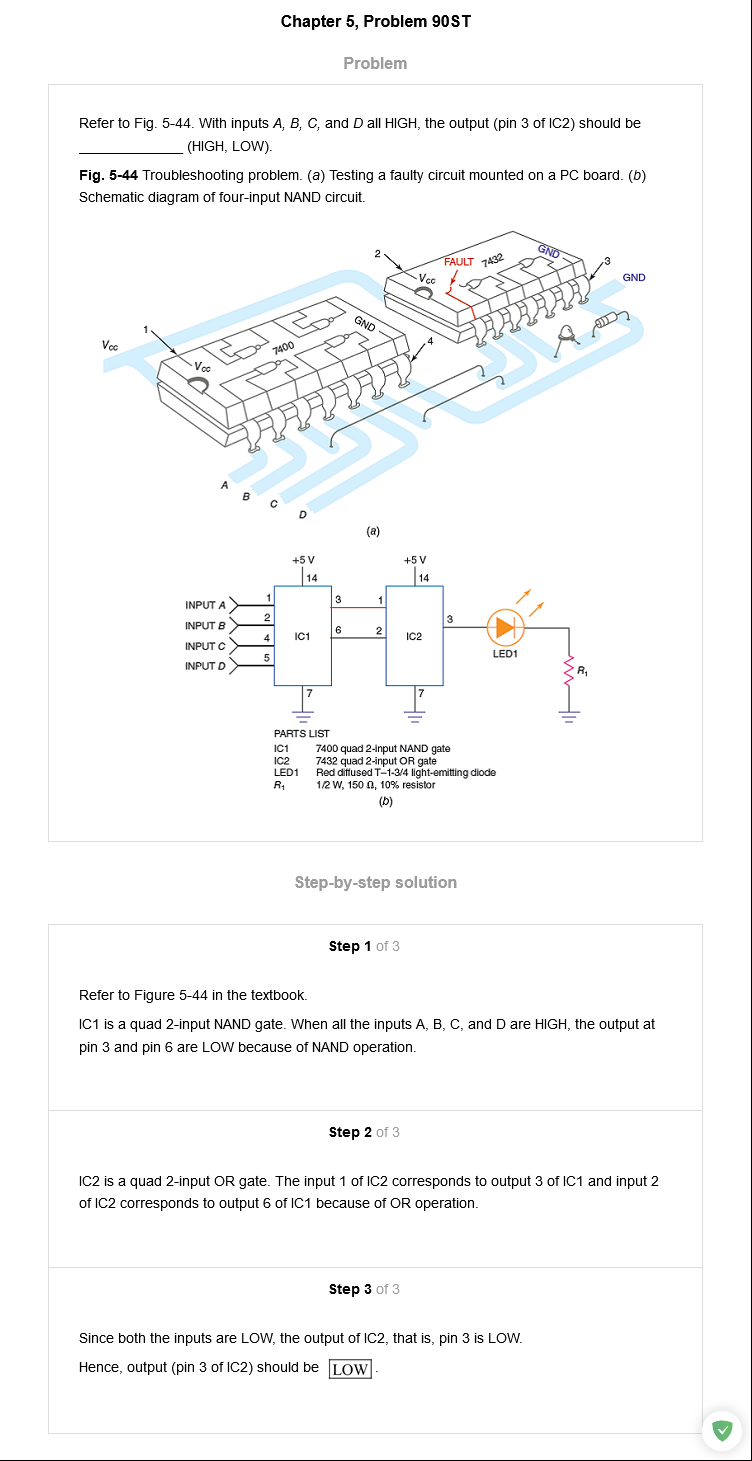 Chapter 5, Problem 90ST
Problem
Refer to Fig. 5-44. With inputs A, B, C, and D all HIGH, the output (pin 3 of IC2) should be
______________ (HIGH, LOW).
Fig. 5-44 Troubleshooting problem. (a) Testing a faulty circuit mounted on a PC board. (b)
Schematic diagram of four-input NAND circuit.
2
FAULT 7432
GND
3
Vcc
GND
1
Vcc
GND
7400
4
Vcc
A
B
C
D
(a)
+5 V
+5 V
14
14
INPUT A
1
3
1
INPUT B
2
3
INPUT C
4
IC1
6
2
IC2
INPUT D
5
LED1
R1
7
7
PARTS LIST
IC1 7400 quad 2-input NAND gate
IC2 7432 quad 2-input OR gate
LED1 Red diffused T–1-3/4 light-emitting diode
R1 1/2 W, 150 Ω, 10% resistor
(b)
Step-by-step solution
Step 1 of 3
Refer to Figure 5-44 in the textbook.
IC1 is a quad 2-input NAND gate. When all the inputs A, B, C, and D are HIGH, the output at
pin 3 and pin 6 are LOW because of NAND operation.
Step 2 of 3
IC2 is a quad 2-input OR gate. The input 1 of IC2 corresponds to output 3 of IC1 and input 2
of IC2 corresponds to output 6 of IC1 because of OR operation.
Step 3 of 3
Since both the inputs are LOW, the output of IC2, that is, pin 3 is LOW.
Hence, output (pin 3 of IC2) should be LOW.